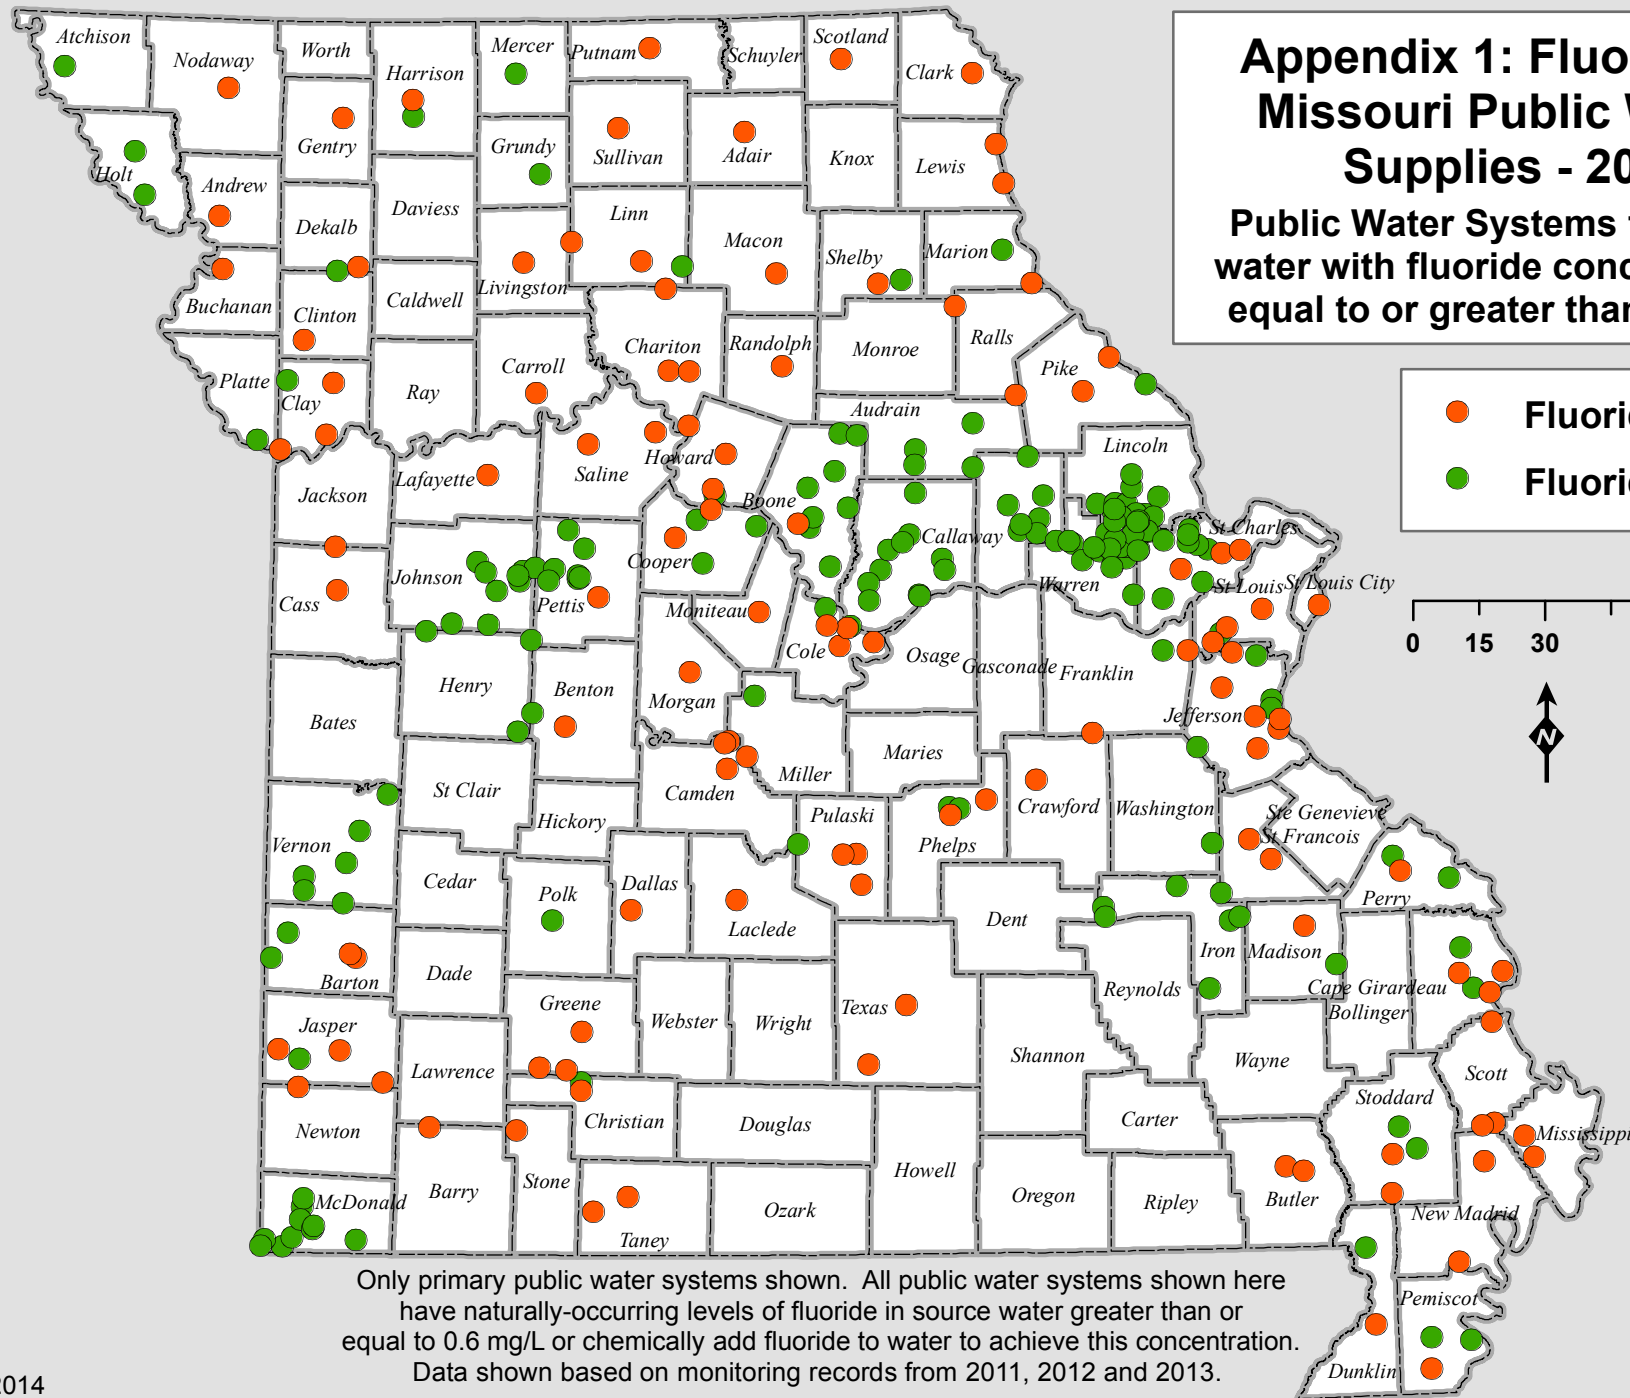 Appendix 1: Fluo
Missouri Public
Supplies - 20
Public Water Systems
water with fluoride conc
equal to or greater than
Fluori
Fluori
0 15 30
N
Atchison
Nodaway
Worth
Harrison
Mercer
Putnam
Schuyler
Scotland
Clark
Gentry
Grundy
Sullivan
Adair
Knox
Lewis
Holt
Andrew
Dekalb
Daviess
Linn
Macon
Shelby
Marion
Buchanan
Clinton
Caldwell
Livingston
Chariton
Randolph
Monroe
Ralls
Platte
Clay
Ray
Carroll
Pike
Audrain
Lincoln
Jackson
Lafayette
Saline
Howard
Boone
Callaway
St Charles
Cass
Johnson
Pettis
Cooper
Moniteau
Warren
St Louis
St Louis City
Cole
Osage
Gasconade
Franklin
Bates
Henry
Benton
Morgan
Miller
Maries
Jefferson
St Clair
Hickory
Camden
Pulaski
Phelps
Crawford
Washington
Ste Genevieve
St Francois
Vernon
Cedar
Polk
Dallas
Laclede
Dent
Iron
Madison
Perry
Barton
Dade
Greene
Webster
Wright
Texas
Reynolds
Cape Girardeau
Bollinger
Jasper
Lawrence
Shannon
Wayne
Scott
Newton
Christian
Douglas
Carter
Stoddard
Mississippi
McDonald
Barry
Stone
Taney
Ozark
Howell
Oregon
Ripley
Butler
New Madrid
Pemiscot
Dunklin
Only primary public water systems shown. All public water systems shown here
have naturally-occurring levels of fluoride in source water greater than or
equal to 0.6 mg/L or chemically add fluoride to water to achieve this concentration.
Data shown based on monitoring records from 2011, 2012 and 2013.
2014